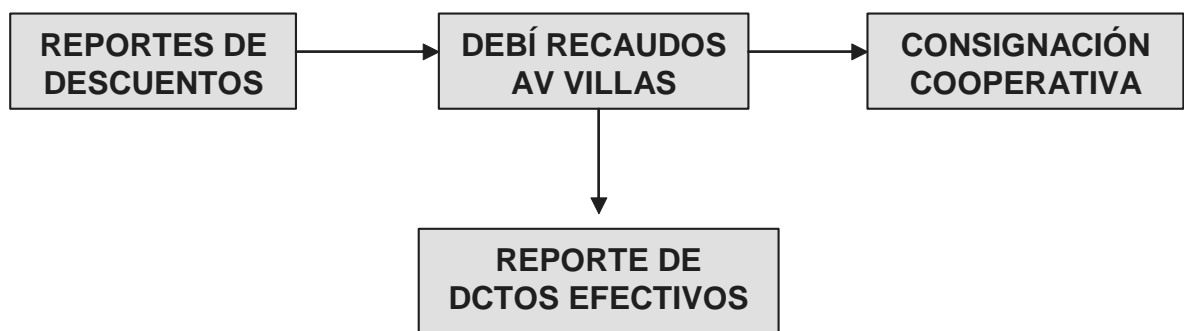 REPORTES DE
DESCUENTOS
DEBÍ RECAUDOS
AV VILLAS
CONSIGNACIÓN
COOPERATIVA
REPORTE DE
DCTOS EFECTIVOS